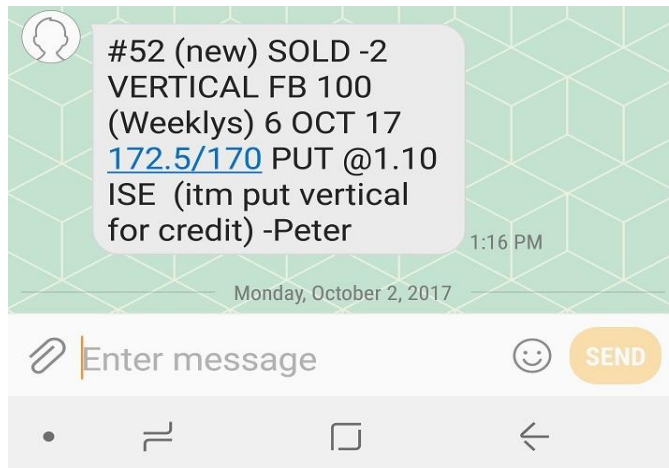 #52 (new) SOLD -2
VERTICAL FB 100
(Weeklys) 6 OCT 17
172.5/170 PUT @1.10
ISE  (itm put vertical
for credit) -Peter
1:16 PM
Monday, October 2, 2017
Enter message
SEND